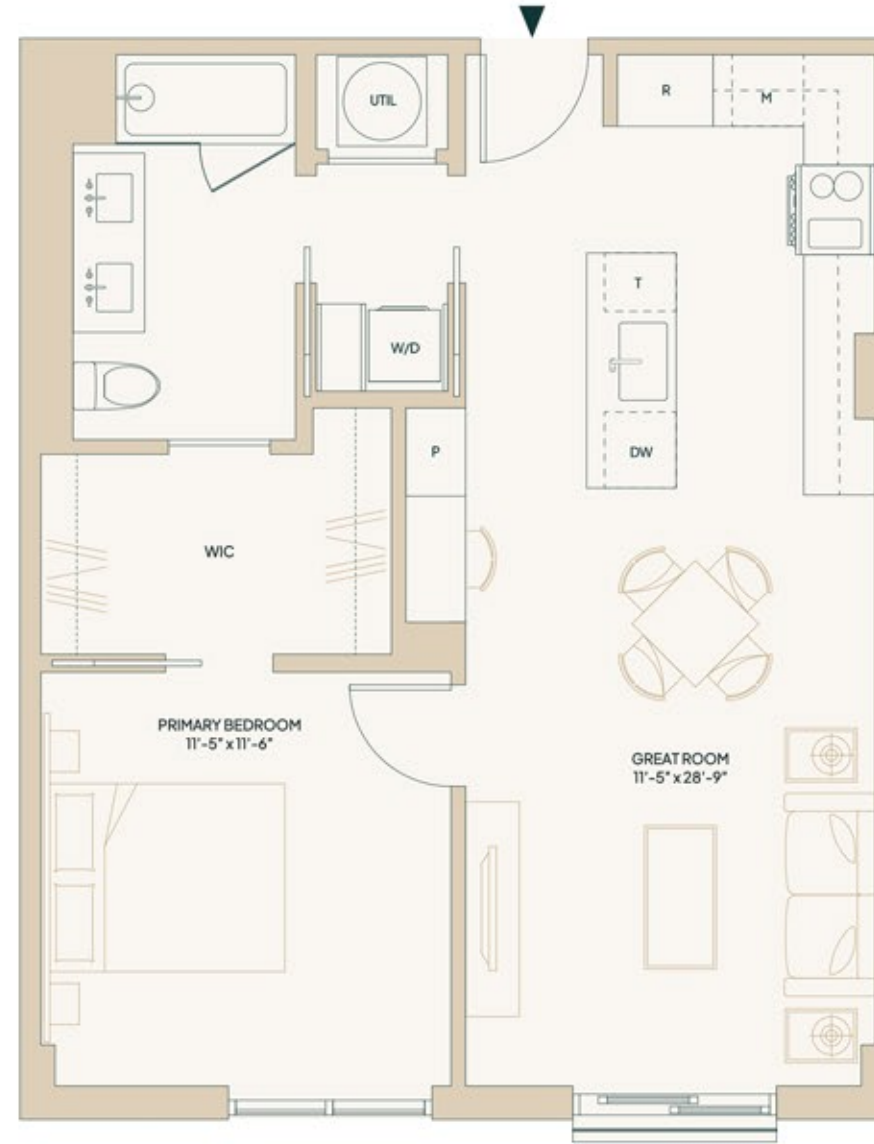 UTIL
R
M
T
W/D
P
DW
WIC
PRIMARY BEDROOM
11'-5" x 11'-6"
GREAT ROOM
11'-5" x 28'-9"